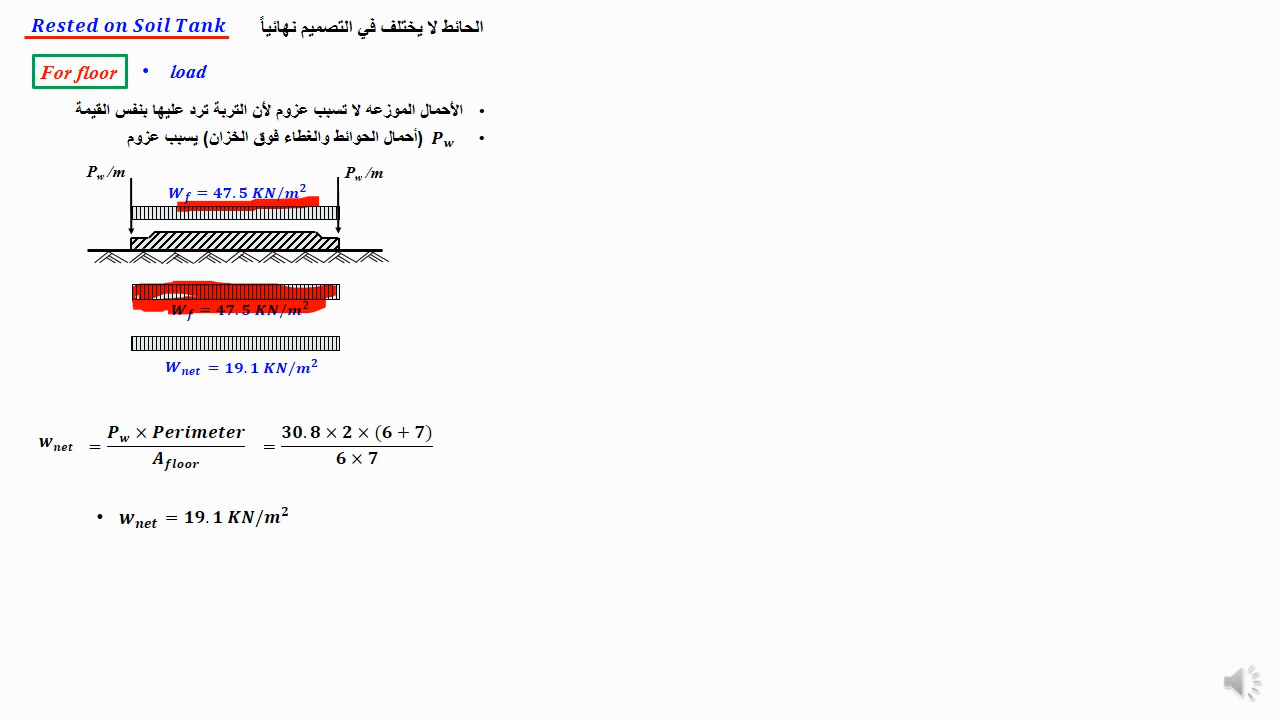 Rested on Soil Tank الحائط لا يختلف في التصميم نهائياً
For floor • load
• الأحمال الموزعه لا تسبب عزوم لأن التربة ترد عليها بنفس القيمة
• P_w (أحمال الحوائط والغطاء فوق الخزان) يسبب عزوم
P_w /m P_w /m
W_f = 47.5 KN/m²
W_f = 47.5 KN/m²
W_net = 19.1 KN/m²
w_net = (P_w × Perimeter) / A_floor = (30.8 × 2 × (6 + 7)) / (6 × 7)
• w_net = 19.1 KN/m²